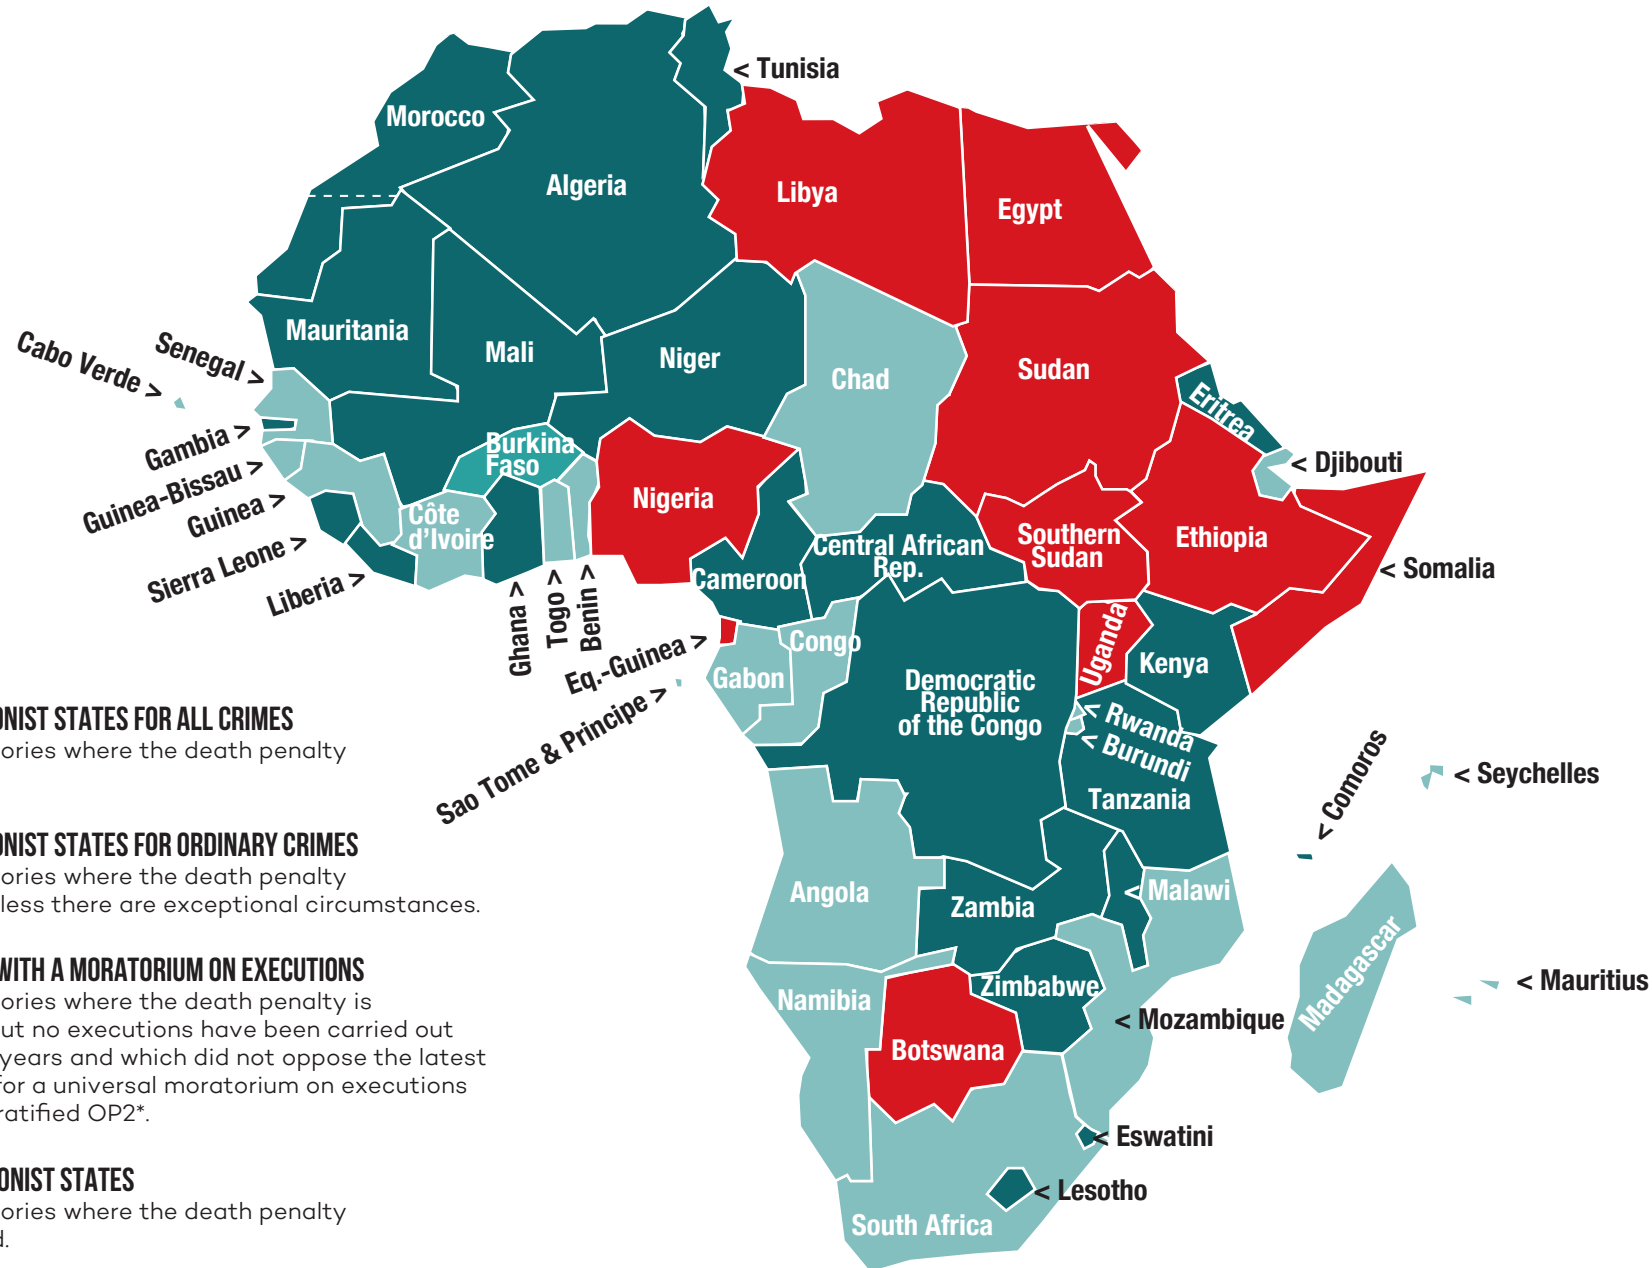 < Tunisia
Morocco
Algeria
Libya
Egypt
Mauritania
Mali
Niger
Chad
Sudan
Eritrea
Cabo Verde >
Senegal >
Gambia >
Guinea-Bissau >
Guinea >
Sierra Leone >
Liberia >
Burkina
Faso
Côte
d'Ivoire
Ghana >
Togo >
Benin >
Nigeria
< Djibouti
Southern
Sudan
Ethiopia
< Somalia
Central African
Rep.
Cameroon
Eq.-Guinea >
Sao Tome & Principe >
Gabon
Congo
Democratic
Republic
of the Congo
Uganda
Kenya
< Rwanda
< Burundi
Tanzania
< Comoros
< Seychelles
Angola
Zambia
< Malawi
Madagascar
< Mauritius
Namibia
Zimbabwe
< Mozambique
Botswana
< Eswatini
< Lesotho
South Africa
ONIST STATES FOR ALL CRIMES
ories where the death penalty
ONIST STATES FOR ORDINARY CRIMES
ories where the death penalty
less there are exceptional circumstances.
WITH A MORATORIUM ON EXECUTIONS
ories where the death penalty is
ut no executions have been carried out
years and which did not oppose the latest
for a universal moratorium on executions
ratified OP2*.
ONIST STATES
ories where the death penalty
d.